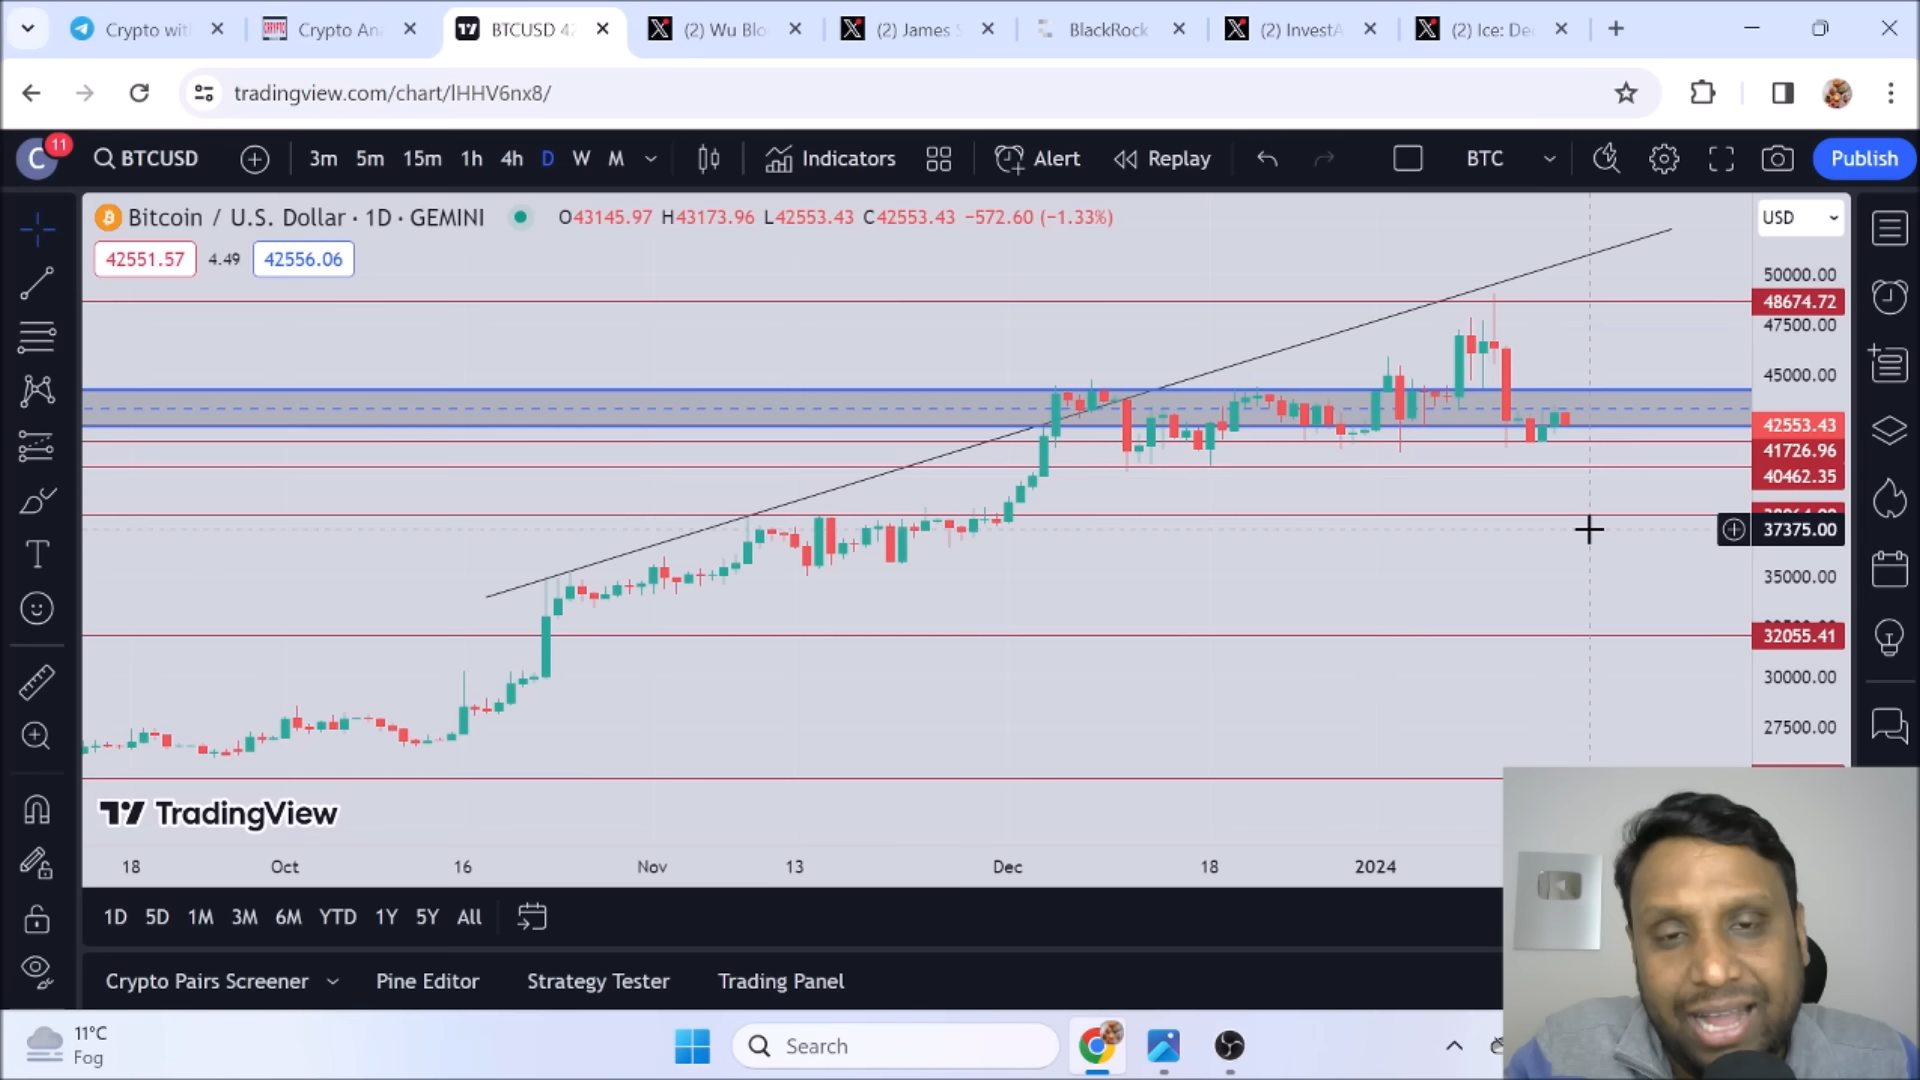 Crypto wit
Crypto An
BTCUSD 42
(2) Wu Blo
(2) James S
BlackRock
(2) InvestA
(2) Ice: De
tradingview.com/chart/lHHV6nx8/
C
11
BTCUSD
3m
5m
15m
1h
4h
D
W
M
Indicators
Alert
Replay
BTC
Publish
Bitcoin / U.S. Dollar · 1D · GEMINI
O43145.97 H43173.96 L42553.43 C42553.43 −572.60 (−1.33%)
USD
42551.57
4.49
42556.06
50000.00
48674.72
47500.00
45000.00
42553.43
41726.96
40462.35
37375.00
35000.00
32055.41
30000.00
27500.00
TradingView
18
Oct
16
Nov
13
Dec
18
2024
1D
5D
1M
3M
6M
YTD
1Y
5Y
All
Crypto Pairs Screener
Pine Editor
Strategy Tester
Trading Panel
11°C
Fog
Search